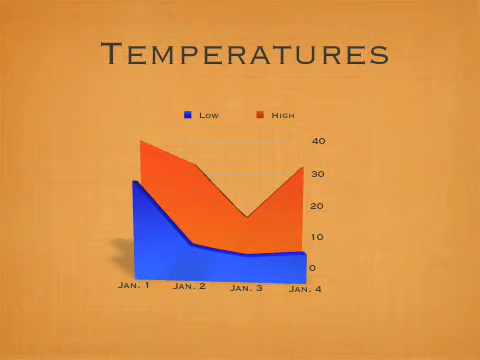 TEMPERATURES
LOW HIGH
40
30
20
10
0
JAN. 1 JAN. 2 JAN. 3 JAN. 4